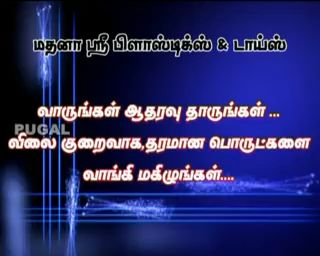 மதனா ஸ்ரீ பிளாஸ்டிக்ஸ் & டாய்ஸ்
வாருங்கள் ஆதரவு தாருங்கள் ...
PUGAL
விலை குறைவாக,தரமான பொருட்களை
வாங்கி மகிழுங்கள்....